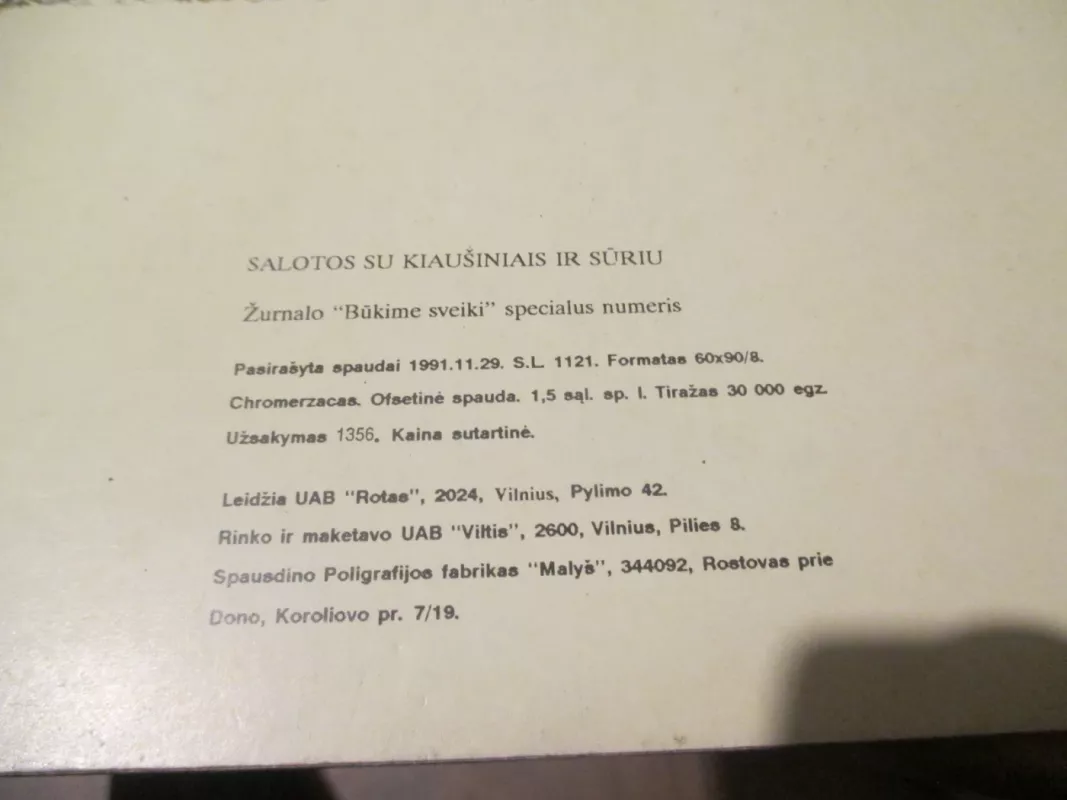 SALOTOS SU KIAUŠINIAIS IR SŪRIU
Žurnalo "Būkime sveiki" specialus numeris
Pasirašyta spaudai 1991.11.29. S.L. 1121. Formatas 60x90/8.
Chromerzacas. Ofsetinė spauda. 1,5 sąl. sp. l. Tiražas 30 000 egz.
Užsakymas 1356. Kaina sutartinė.
Leidžia UAB "Rotas", 2024, Vilnius, Pylimo 42.
Rinko ir maketavo UAB "Viltis", 2600, Vilnius, Pilies 8.
Spausdino Poligrafijos fabrikas "Malyš", 344092, Rostovas prie
Dono, Koroliovo pr. 7/19.